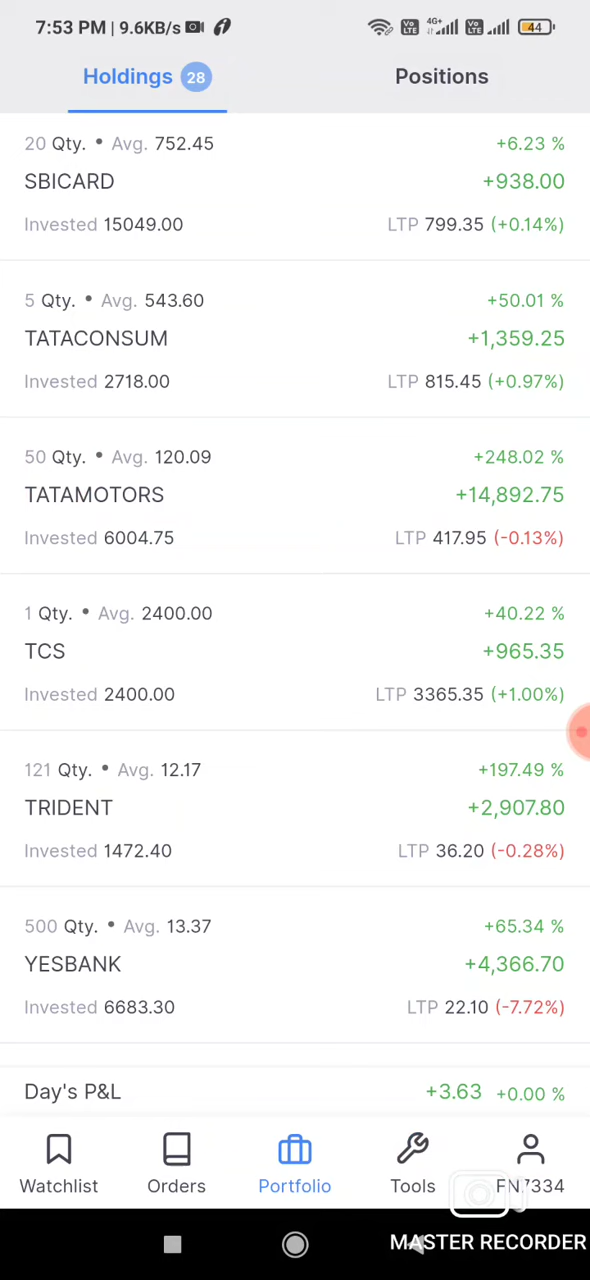 7:53 PM | 9.6KB/s
4G+
Vo LTE
Vo LTE
44
Holdings 28
Positions
20 Qty. • Avg. 752.45 +6.23 %
SBICARD +938.00
Invested 15049.00 LTP 799.35 (+0.14%)
5 Qty. • Avg. 543.60 +50.01 %
TATACONSUM +1,359.25
Invested 2718.00 LTP 815.45 (+0.97%)
50 Qty. • Avg. 120.09 +248.02 %
TATAMOTORS +14,892.75
Invested 6004.75 LTP 417.95 (-0.13%)
1 Qty. • Avg. 2400.00 +40.22 %
TCS +965.35
Invested 2400.00 LTP 3365.35 (+1.00%)
121 Qty. • Avg. 12.17 +197.49 %
TRIDENT +2,907.80
Invested 1472.40 LTP 36.20 (-0.28%)
500 Qty. • Avg. 13.37 +65.34 %
YESBANK +4,366.70
Invested 6683.30 LTP 22.10 (-7.72%)
Day's P&L +3.63 +0.00 %
Watchlist Orders Portfolio Tools FN7334
MASTER RECORDER